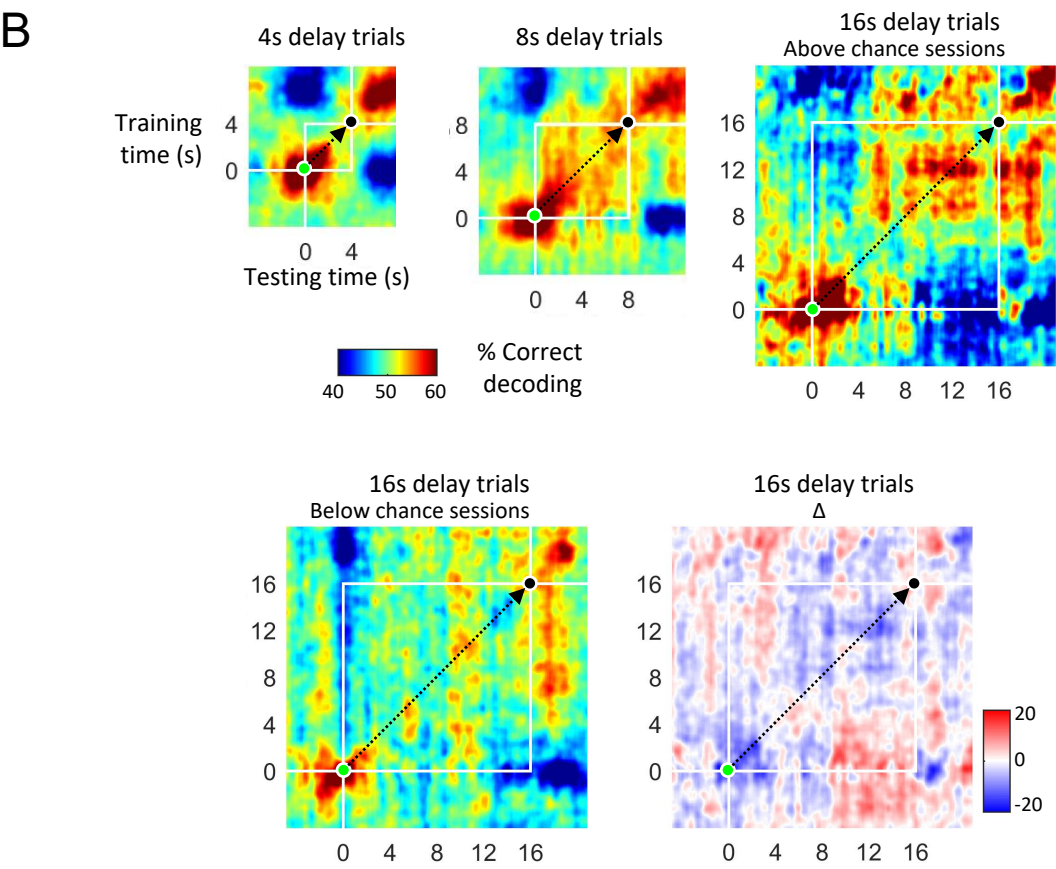 B
4s delay trials
8s delay trials
16s delay trials
Above chance sessions
Training
time (s)
4
0
0 4
Testing time (s)
8
4
0
0 4 8
16
12
8
4
0
0 4 8 12 16
40 50 60
% Correct
decoding
16s delay trials
Below chance sessions
16
12
8
4
0
0 4 8 12 16
16s delay trials
Δ
16
12
8
4
0
0 4 8 12 16
20
0
-20